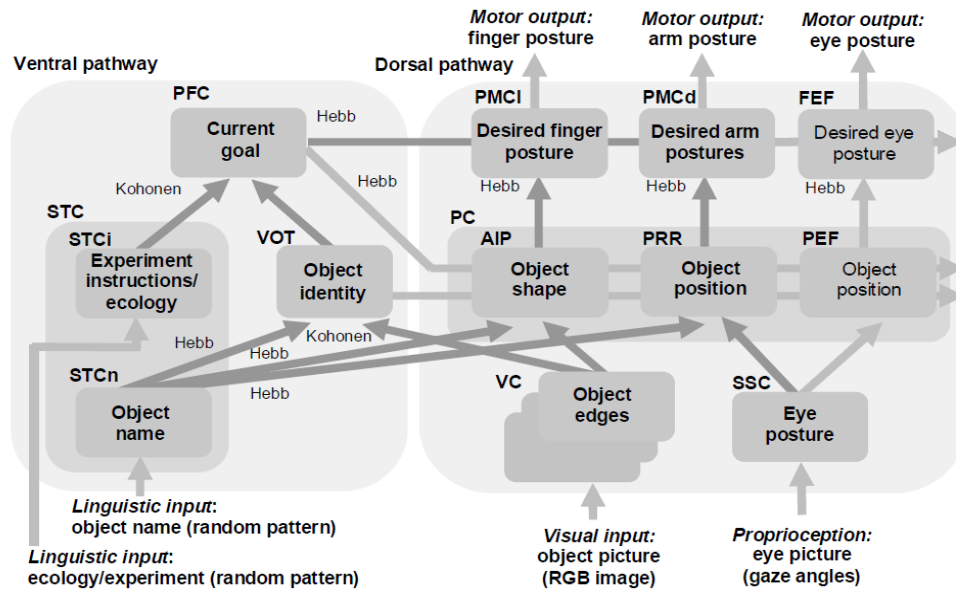 Motor output:
finger posture
Motor output:
arm posture
Motor output:
eye posture
Ventral pathway
Dorsal pathway
PFC
Current
goal
Hebb
PMCl
Desired finger
posture
PMCd
Desired arm
postures
FEF
Desired eye
posture
Kohonen
Hebb
Hebb
Hebb
Hebb
STC
STCi
Experiment
instructions/
ecology
VOT
Object
identity
PC
AIP
Object
shape
PRR
Object
position
PEF
Object
position
Hebb
Hebb
Kohonen
Hebb
STCn
Object
name
VC
Object
edges
SSC
Eye
posture
Linguistic input:
object name (random pattern)
Linguistic input:
ecology/experiment (random pattern)
Visual input:
object picture
(RGB image)
Proprioception:
eye picture
(gaze angles)